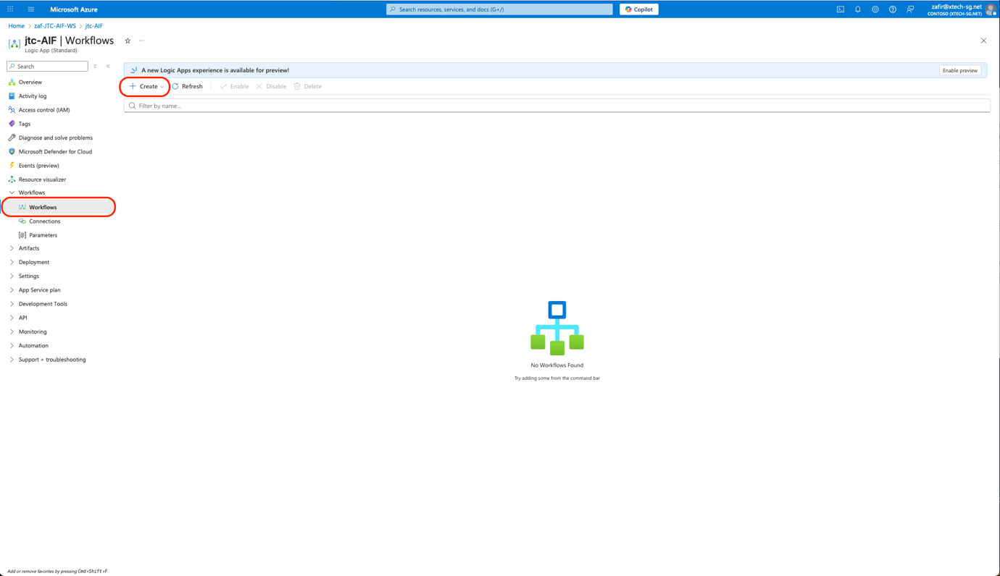 Microsoft Azure
Search resources, services, and docs (G+/)
Copilot
zafir@xtech-sg.net
CONTOSO (XTECH-SG.NET)
Home > zaf-JTC-AIF-WS > jtc-AIF
jtc-AIF | Workflows
Logic App (Standard)
Search
Overview
Activity log
Access control (IAM)
Tags
Diagnose and solve problems
Microsoft Defender for Cloud
Events (preview)
Resource visualizer
Workflows
Workflows
Connections
Parameters
Artifacts
Deployment
Settings
App Service plan
Development Tools
API
Monitoring
Automation
Support + troubleshooting
A new Logic Apps experience is available for preview!
Enable preview
Create
Refresh
Enable
Disable
Delete
Filter by name...
No Workflows Found
Try adding some from the command bar
Add or remove favorites by pressing Cmd+Shift+F